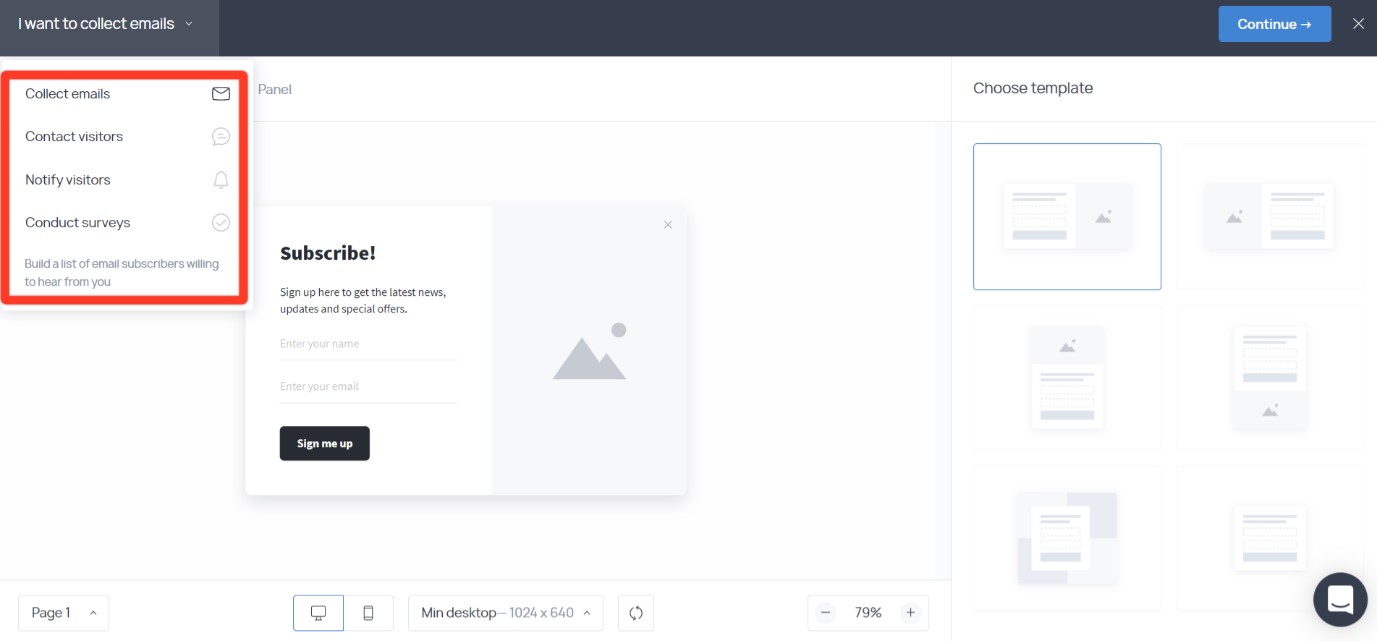 I want to collect emails
Continue →
Collect emails
Contact visitors
Notify visitors
Conduct surveys
Build a list of email subscribers willing
to hear from you
Panel
Choose template
Subscribe!
Sign up here to get the latest news,
updates and special offers.
Enter your name
Enter your email
Sign me up
Page 1
Min desktop— 1024 x 640
79%